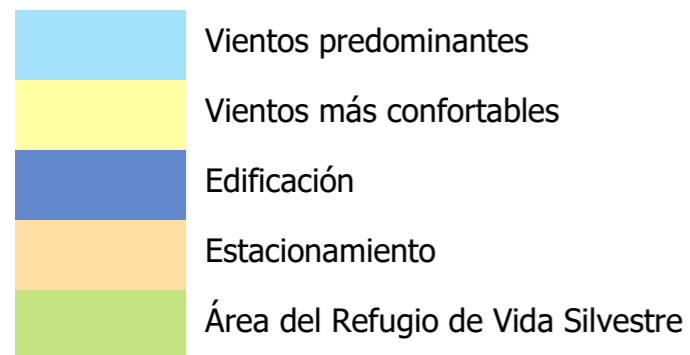 Vientos predominantes
Vientos más confortables
Edificación
Estacionamiento
Área del Refugio de Vida Silvestre